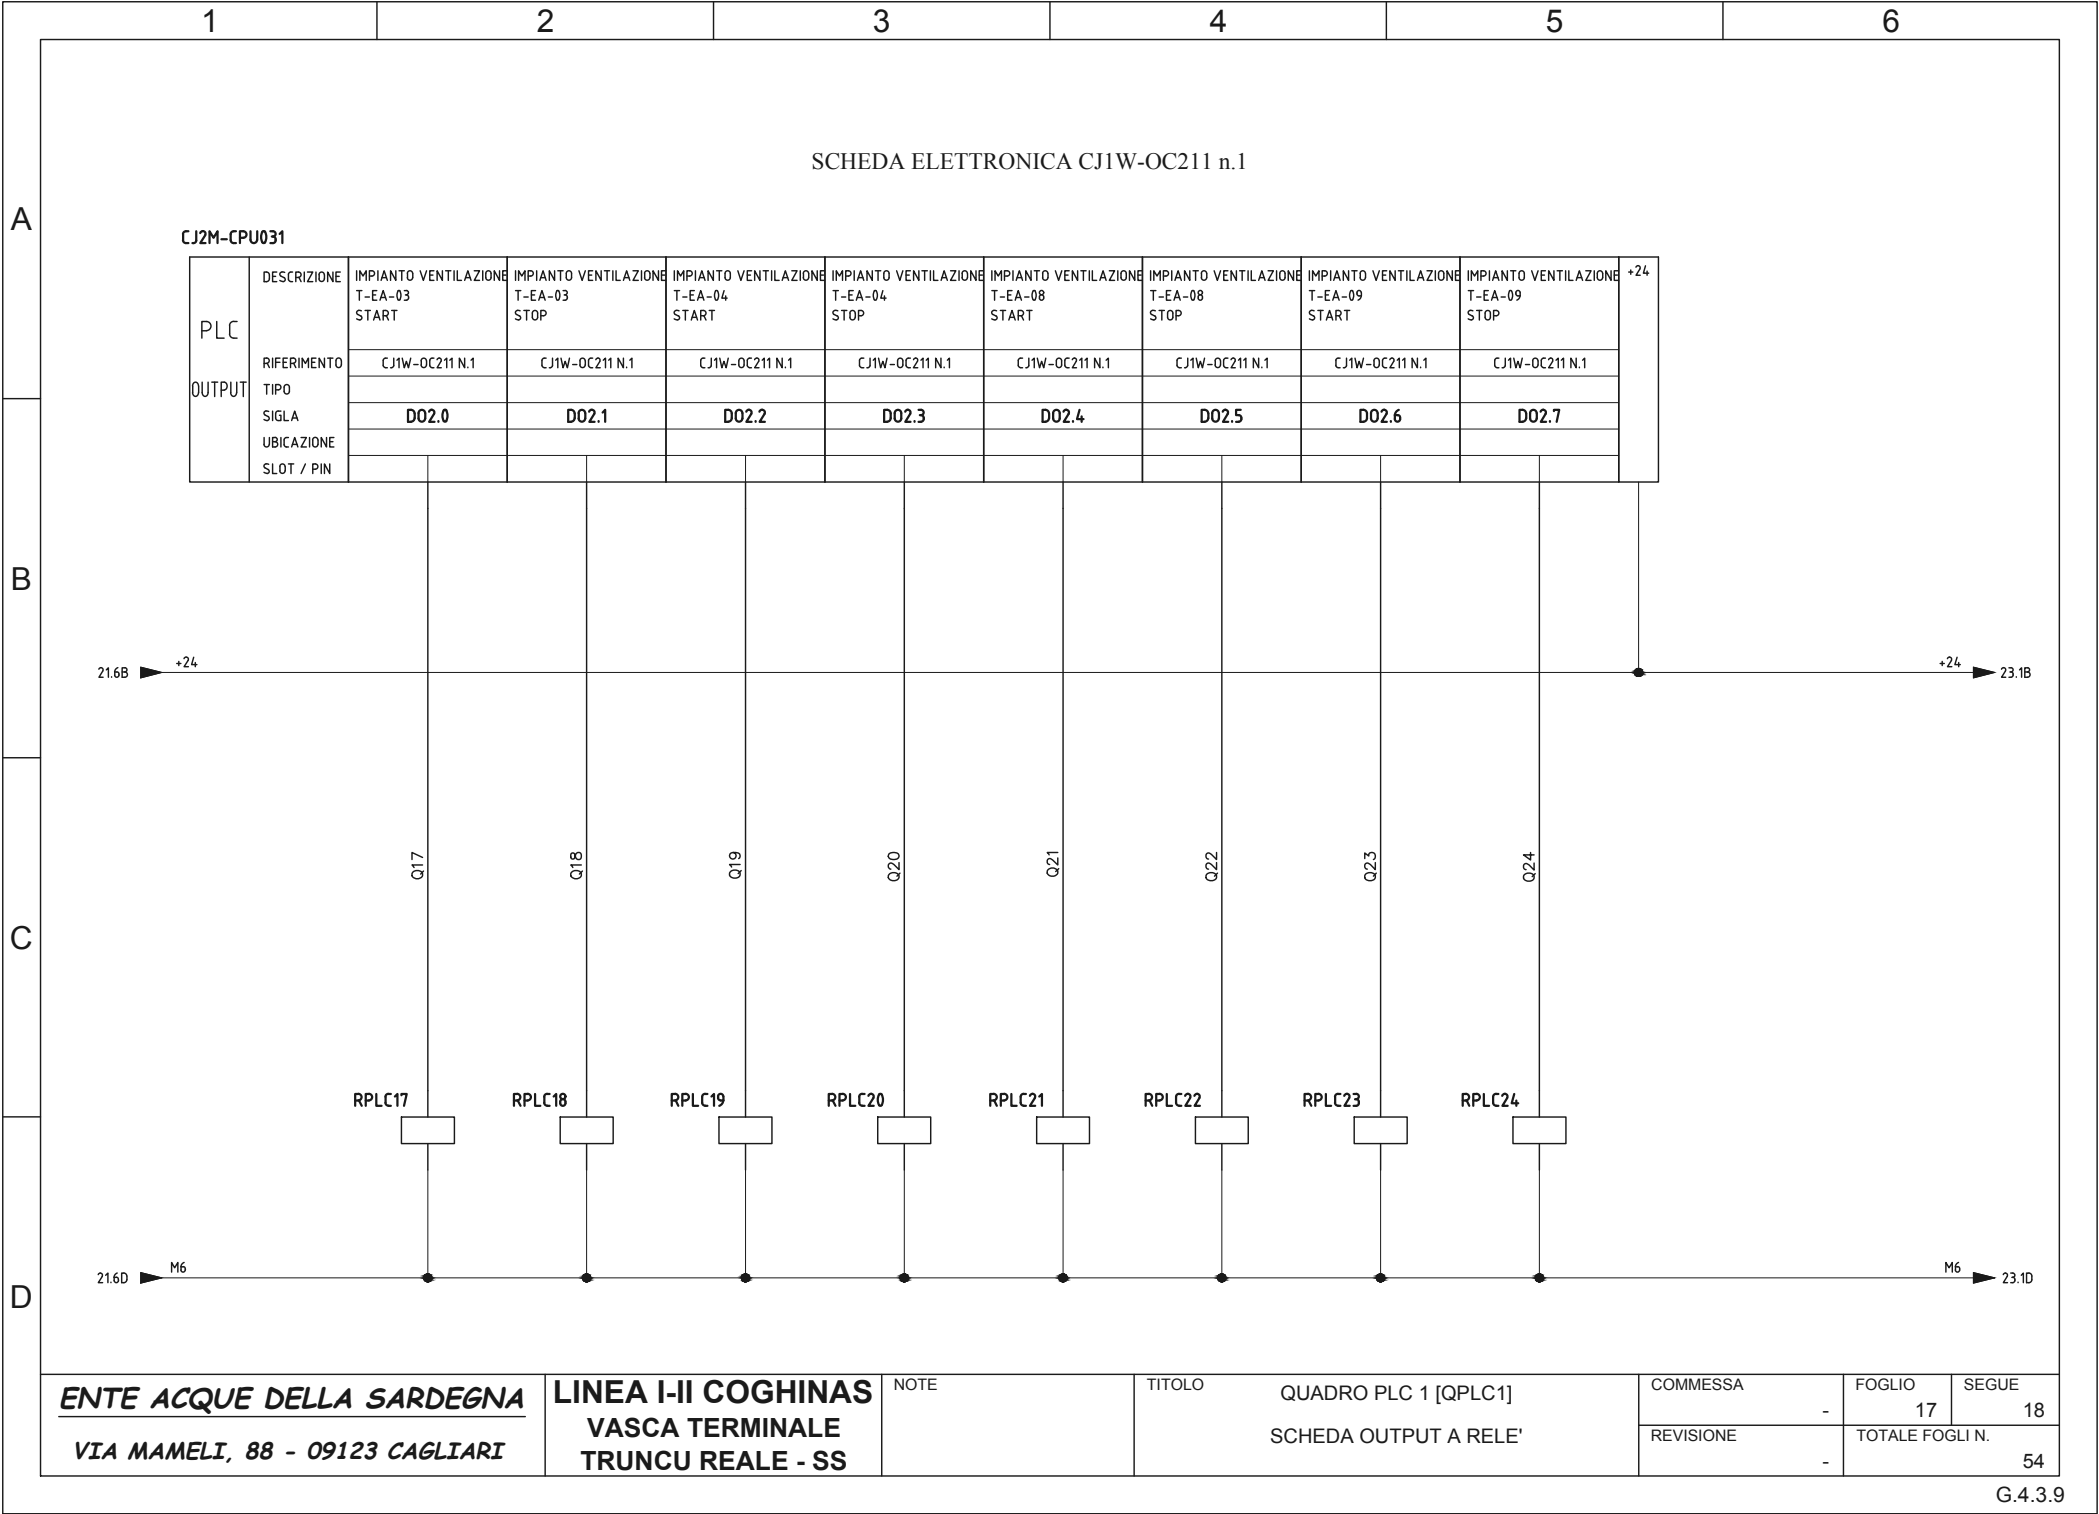 1 2 3 4 5 6
SCHEDA ELETTRONICA CJ1W-OC211 n.1
A
CJ2M-CPU031
PLC
OUTPUT
DESCRIZIONE
IMPIANTO VENTILAZIONE T-EA-03 START
IMPIANTO VENTILAZIONE T-EA-03 STOP
IMPIANTO VENTILAZIONE T-EA-04 START
IMPIANTO VENTILAZIONE T-EA-04 STOP
IMPIANTO VENTILAZIONE T-EA-08 START
IMPIANTO VENTILAZIONE T-EA-08 STOP
IMPIANTO VENTILAZIONE T-EA-09 START
IMPIANTO VENTILAZIONE T-EA-09 STOP
+24
RIFERIMENTO CJ1W-OC211 N.1 CJ1W-OC211 N.1 CJ1W-OC211 N.1 CJ1W-OC211 N.1 CJ1W-OC211 N.1 CJ1W-OC211 N.1 CJ1W-OC211 N.1 CJ1W-OC211 N.1
TIPO
SIGLA DO2.0 DO2.1 DO2.2 DO2.3 DO2.4 DO2.5 DO2.6 DO2.7
UBICAZIONE
SLOT / PIN
B
21.6B +24 +24 23.1B
Q17 Q18 Q19 Q20 Q21 Q22 Q23 Q24
C
RPLC17 RPLC18 RPLC19 RPLC20 RPLC21 RPLC22 RPLC23 RPLC24
21.6D M6 M6 23.1D
D
ENTE ACQUE DELLA SARDEGNA
VIA MAMELI, 88 - 09123 CAGLIARI
LINEA I-II COGHINAS
VASCA TERMINALE
TRUNCU REALE - SS
NOTE
TITOLO
QUADRO PLC 1 [QPLC1]
SCHEDA OUTPUT A RELE'
COMMESSA
-
REVISIONE
-
FOGLIO
17
SEGUE
18
TOTALE FOGLI N.
54
G.4.3.9